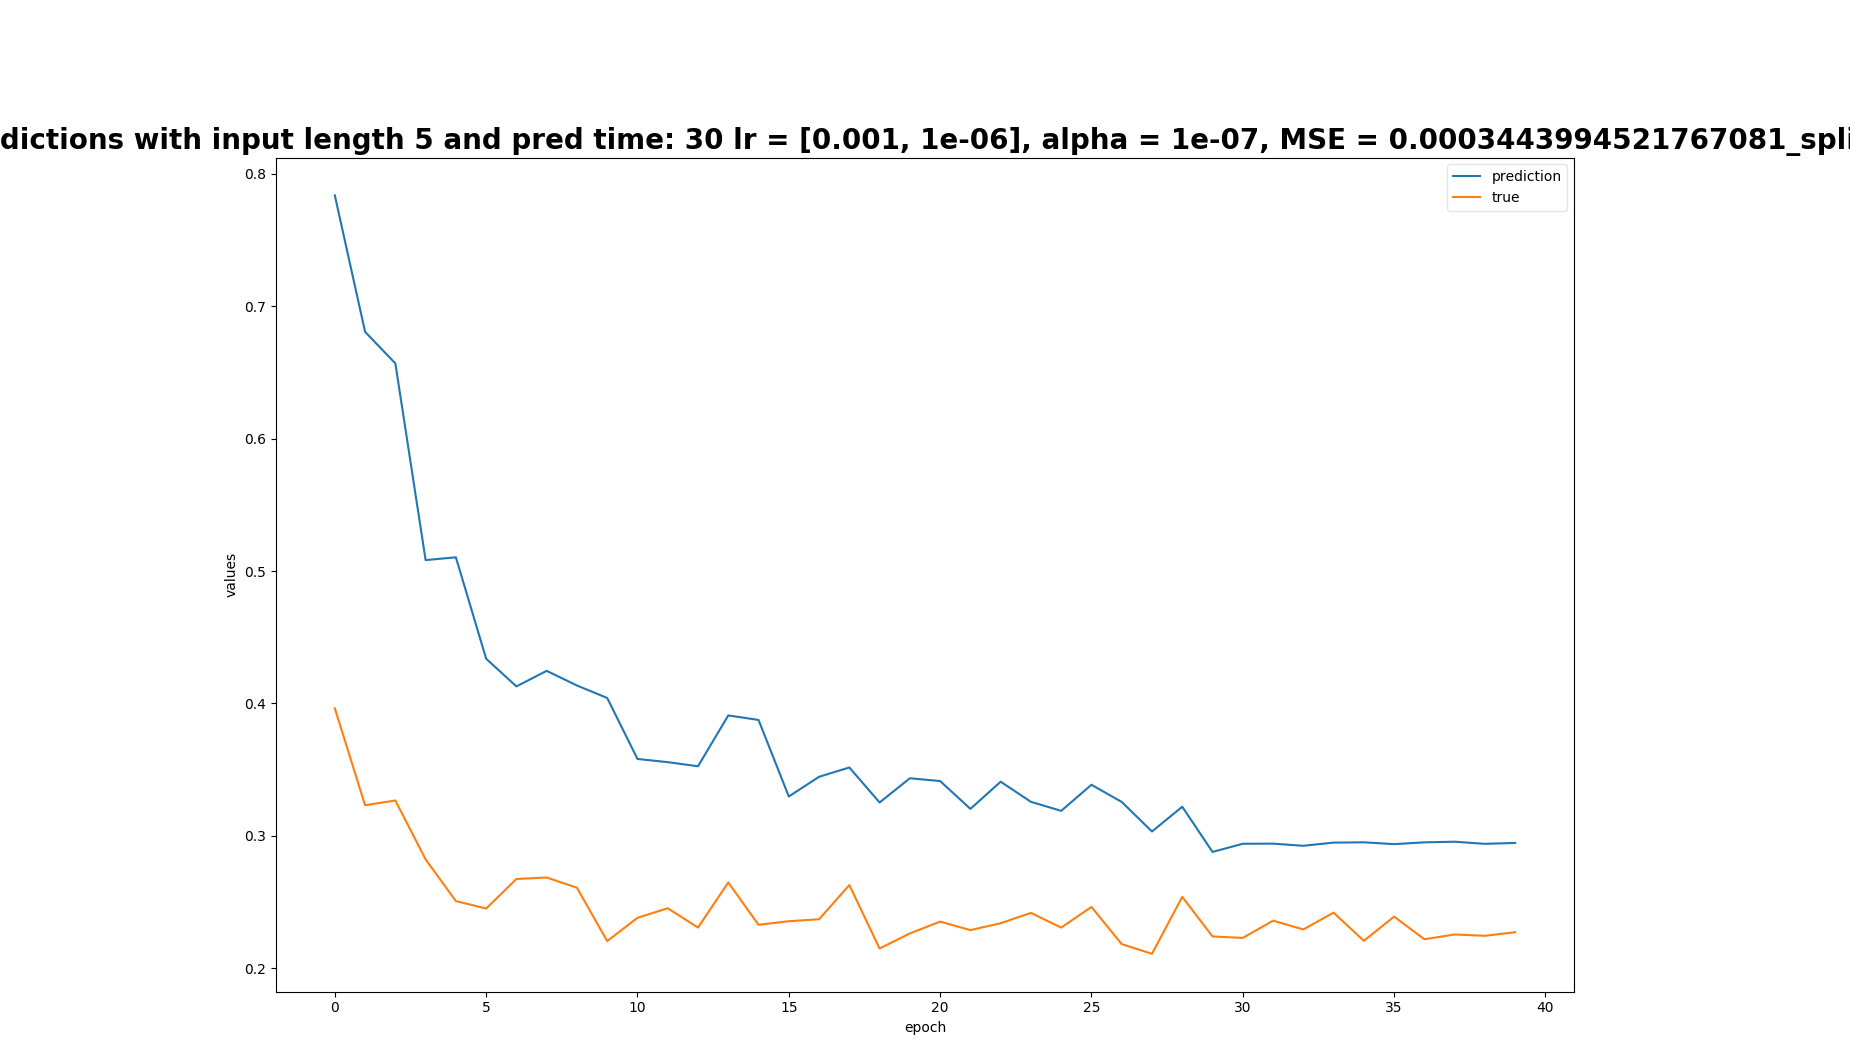 dictions with input length 5 and pred time: 30 lr = [0.001, 1e-06], alpha = 1e-07, MSE = 0.0003443994521767081_spli
prediction
true
values
0.8
0.7
0.6
0.5
0.4
0.3
0.2
0 5 10 15 20 25 30 35 40
epoch